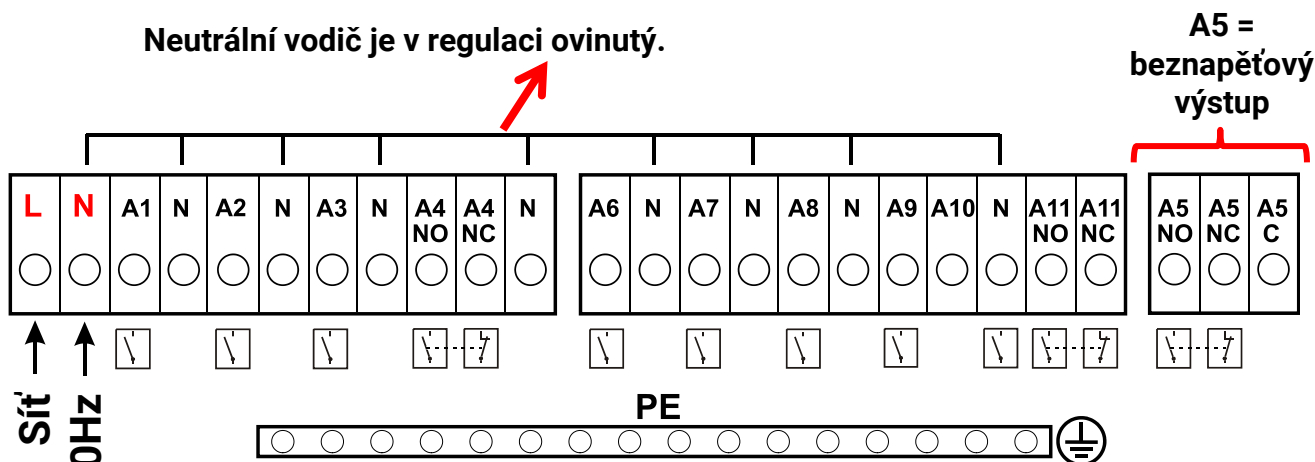 Neutrální vodič je v regulaci ovinutý.
A5 =
beznapěťový
výstup
L N A1 N A2 N A3 N A4 NO A4 NC N
A6 N A7 N A8 N A9 A10 N A11 NO A11 NC
A5 NO A5 NC A5 C
Síť
0Hz
PE